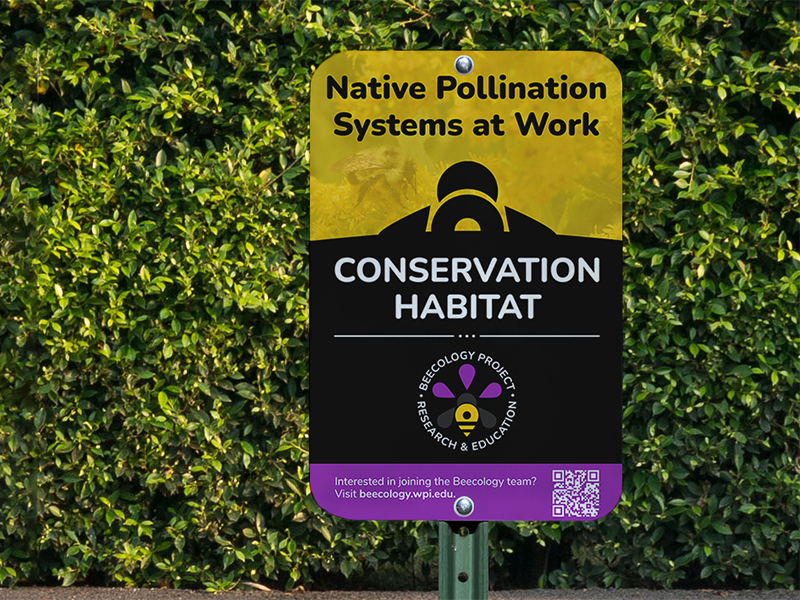 Native Pollination
Systems at Work
CONSERVATION
HABITAT
BEECOLOGY PROJECT
RESEARCH & EDUCATION
Interested in joining the Beecology team?
Visit beecology.wpi.edu.